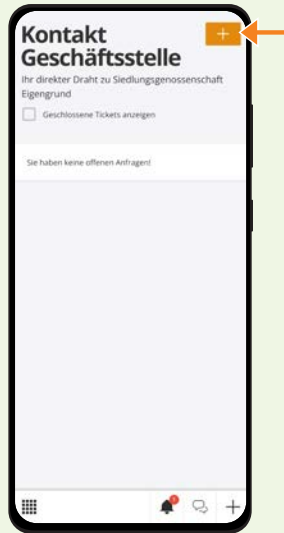 Kontakt
Geschäftsstelle
Ihr direkter Draht zu Siedlungsgenossenschaft
Eigengrund
Geschlossene Tickets anzeigen
Sie haben keine offenen Anfragen!